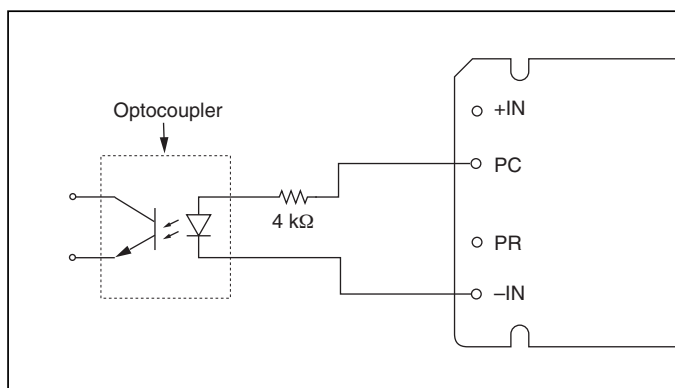 Optocoupler
4 kΩ
+IN
PC
PR
–IN